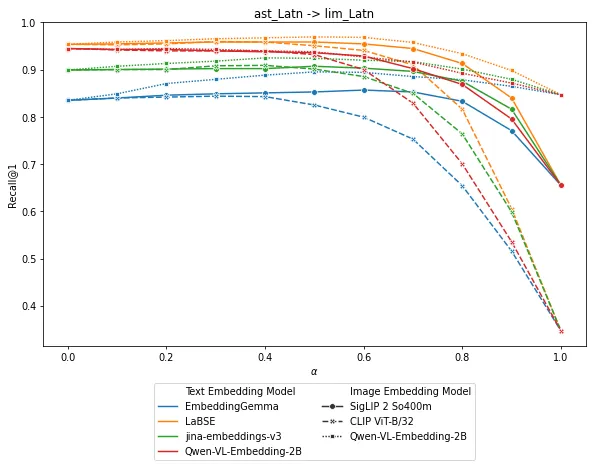 ast_Latn -> lim_Latn
Recall@1
1.0
0.9
0.8
0.7
0.6
0.5
0.4
0.0 0.2 0.4 0.6 0.8 1.0
α
Text Embedding Model
EmbeddingGemma
LaBSE
jina-embeddings-v3
Qwen-VL-Embedding-2B
Image Embedding Model
SigLIP 2 So400m
CLIP ViT-B/32
Qwen-VL-Embedding-2B